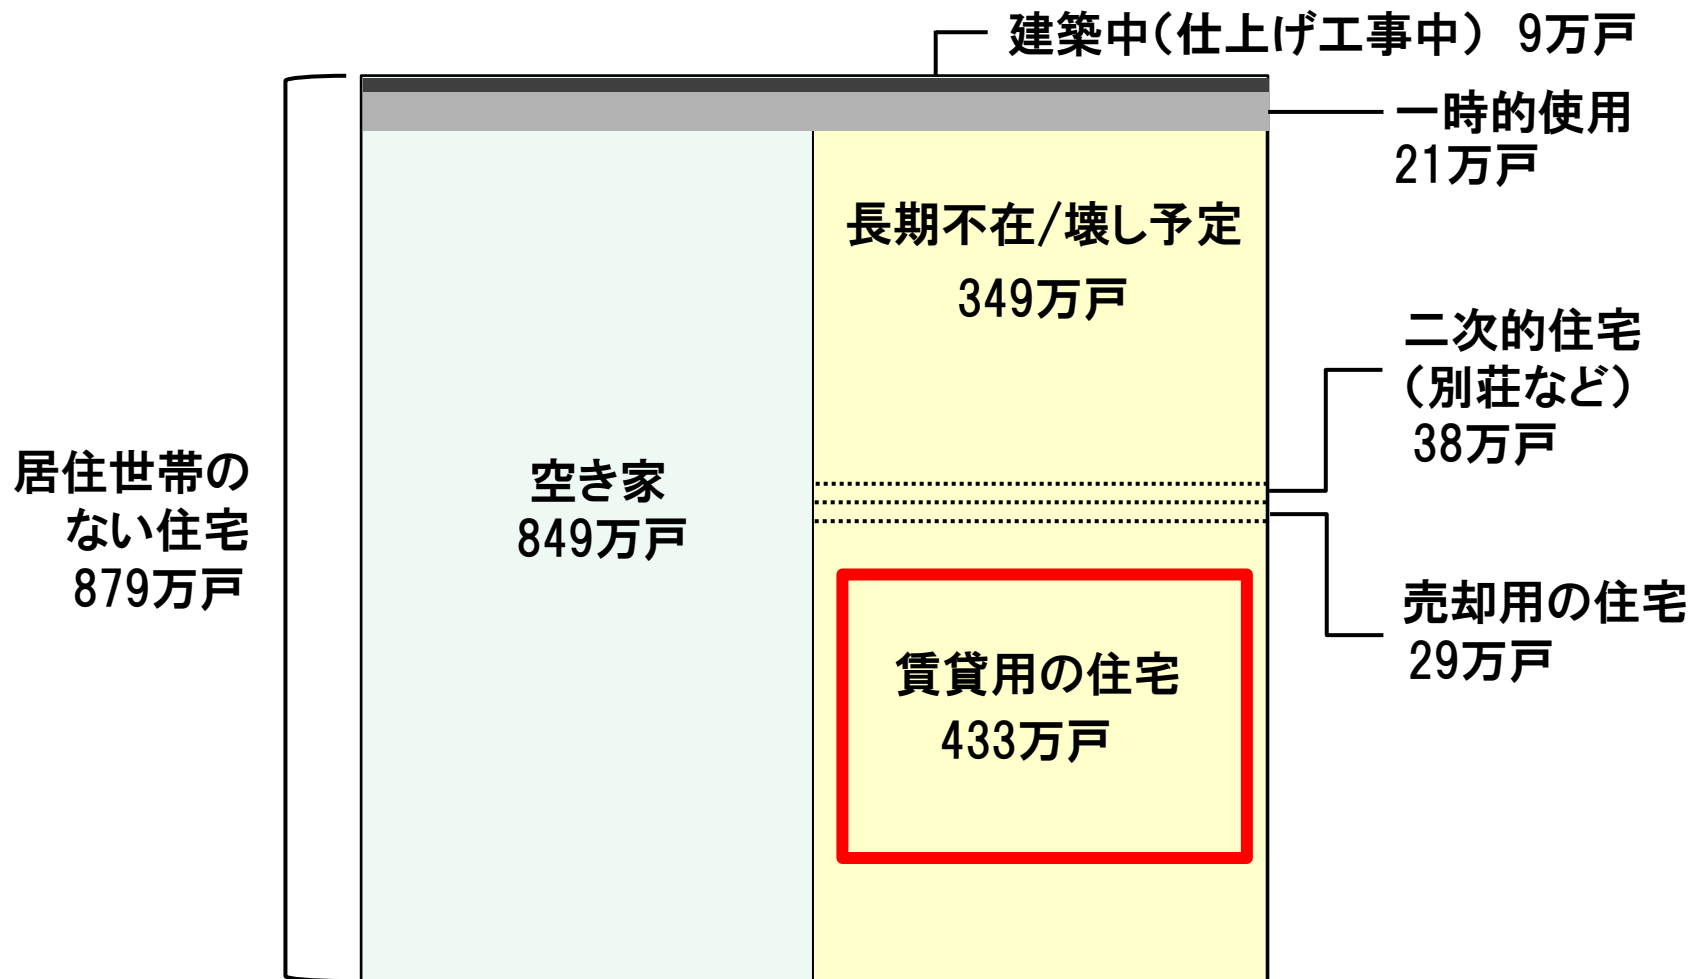 建築中(仕上げ工事中) 9万戸
一時的使用
21万戸
長期不在/壊し予定
349万戸
二次的住宅
(別荘など)
38万戸
居住世帯の
ない住宅
879万戸
空き家
849万戸
売却用の住宅
29万戸
賃貸用の住宅
433万戸